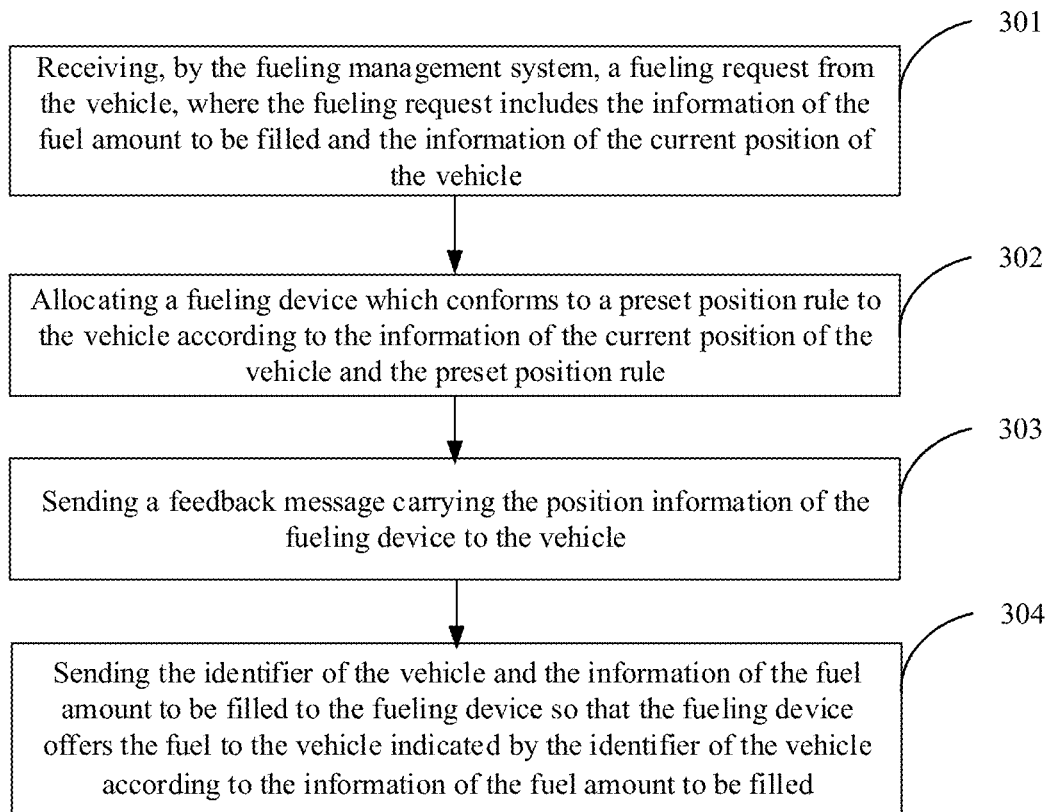 301
Receiving, by the fueling management system, a fueling request from
the vehicle, where the fueling request includes the information of the
fuel amount to be filled and the information of the current position of
the vehicle
302
Allocating a fueling device which conforms to a preset position rule to
the vehicle according to the information of the current position of the
vehicle and the preset position rule
303
Sending a feedback message carrying the position information of the
fueling device to the vehicle
304
Sending the identifier of the vehicle and the information of the fuel
amount to be filled to the fueling device so that the fueling device
offers the fuel to the vehicle indicated by the identifier of the vehicle
according to the information of the fuel amount to be filled